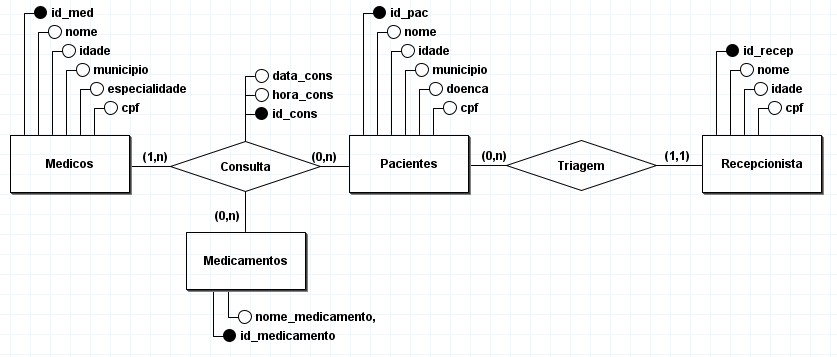 id_med
nome
idade
municipio
especialidade
cpf
Medicos
(1,n)
data_cons
hora_cons
id_cons
Consulta
(0,n)
(0,n)
Medicamentos
nome_medicamento,
id_medicamento
id_pac
nome
idade
municipio
doenca
cpf
Pacientes
(0,n)
Triagem
(1,1)
id_recep
nome
idade
cpf
Recepcionista